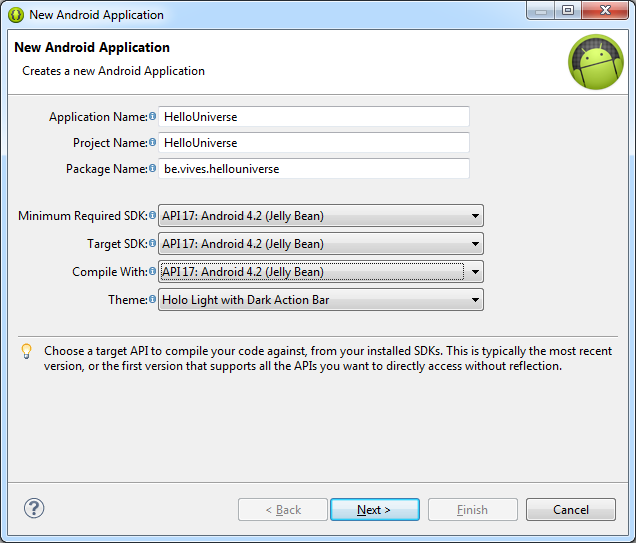 New Android Application
New Android Application
Creates a new Android Application
Application Name: HelloUniverse
Project Name: HelloUniverse
Package Name: be.vives.hellouniverse
Minimum Required SDK: API 17: Android 4.2 (Jelly Bean)
Target SDK: API 17: Android 4.2 (Jelly Bean)
Compile With: API 17: Android 4.2 (Jelly Bean)
Theme: Holo Light with Dark Action Bar
Choose a target API to compile your code against, from your installed SDKs. This is typically the most recent
version, or the first version that supports all the APIs you want to directly access without reflection.
? < Back Next > Finish Cancel